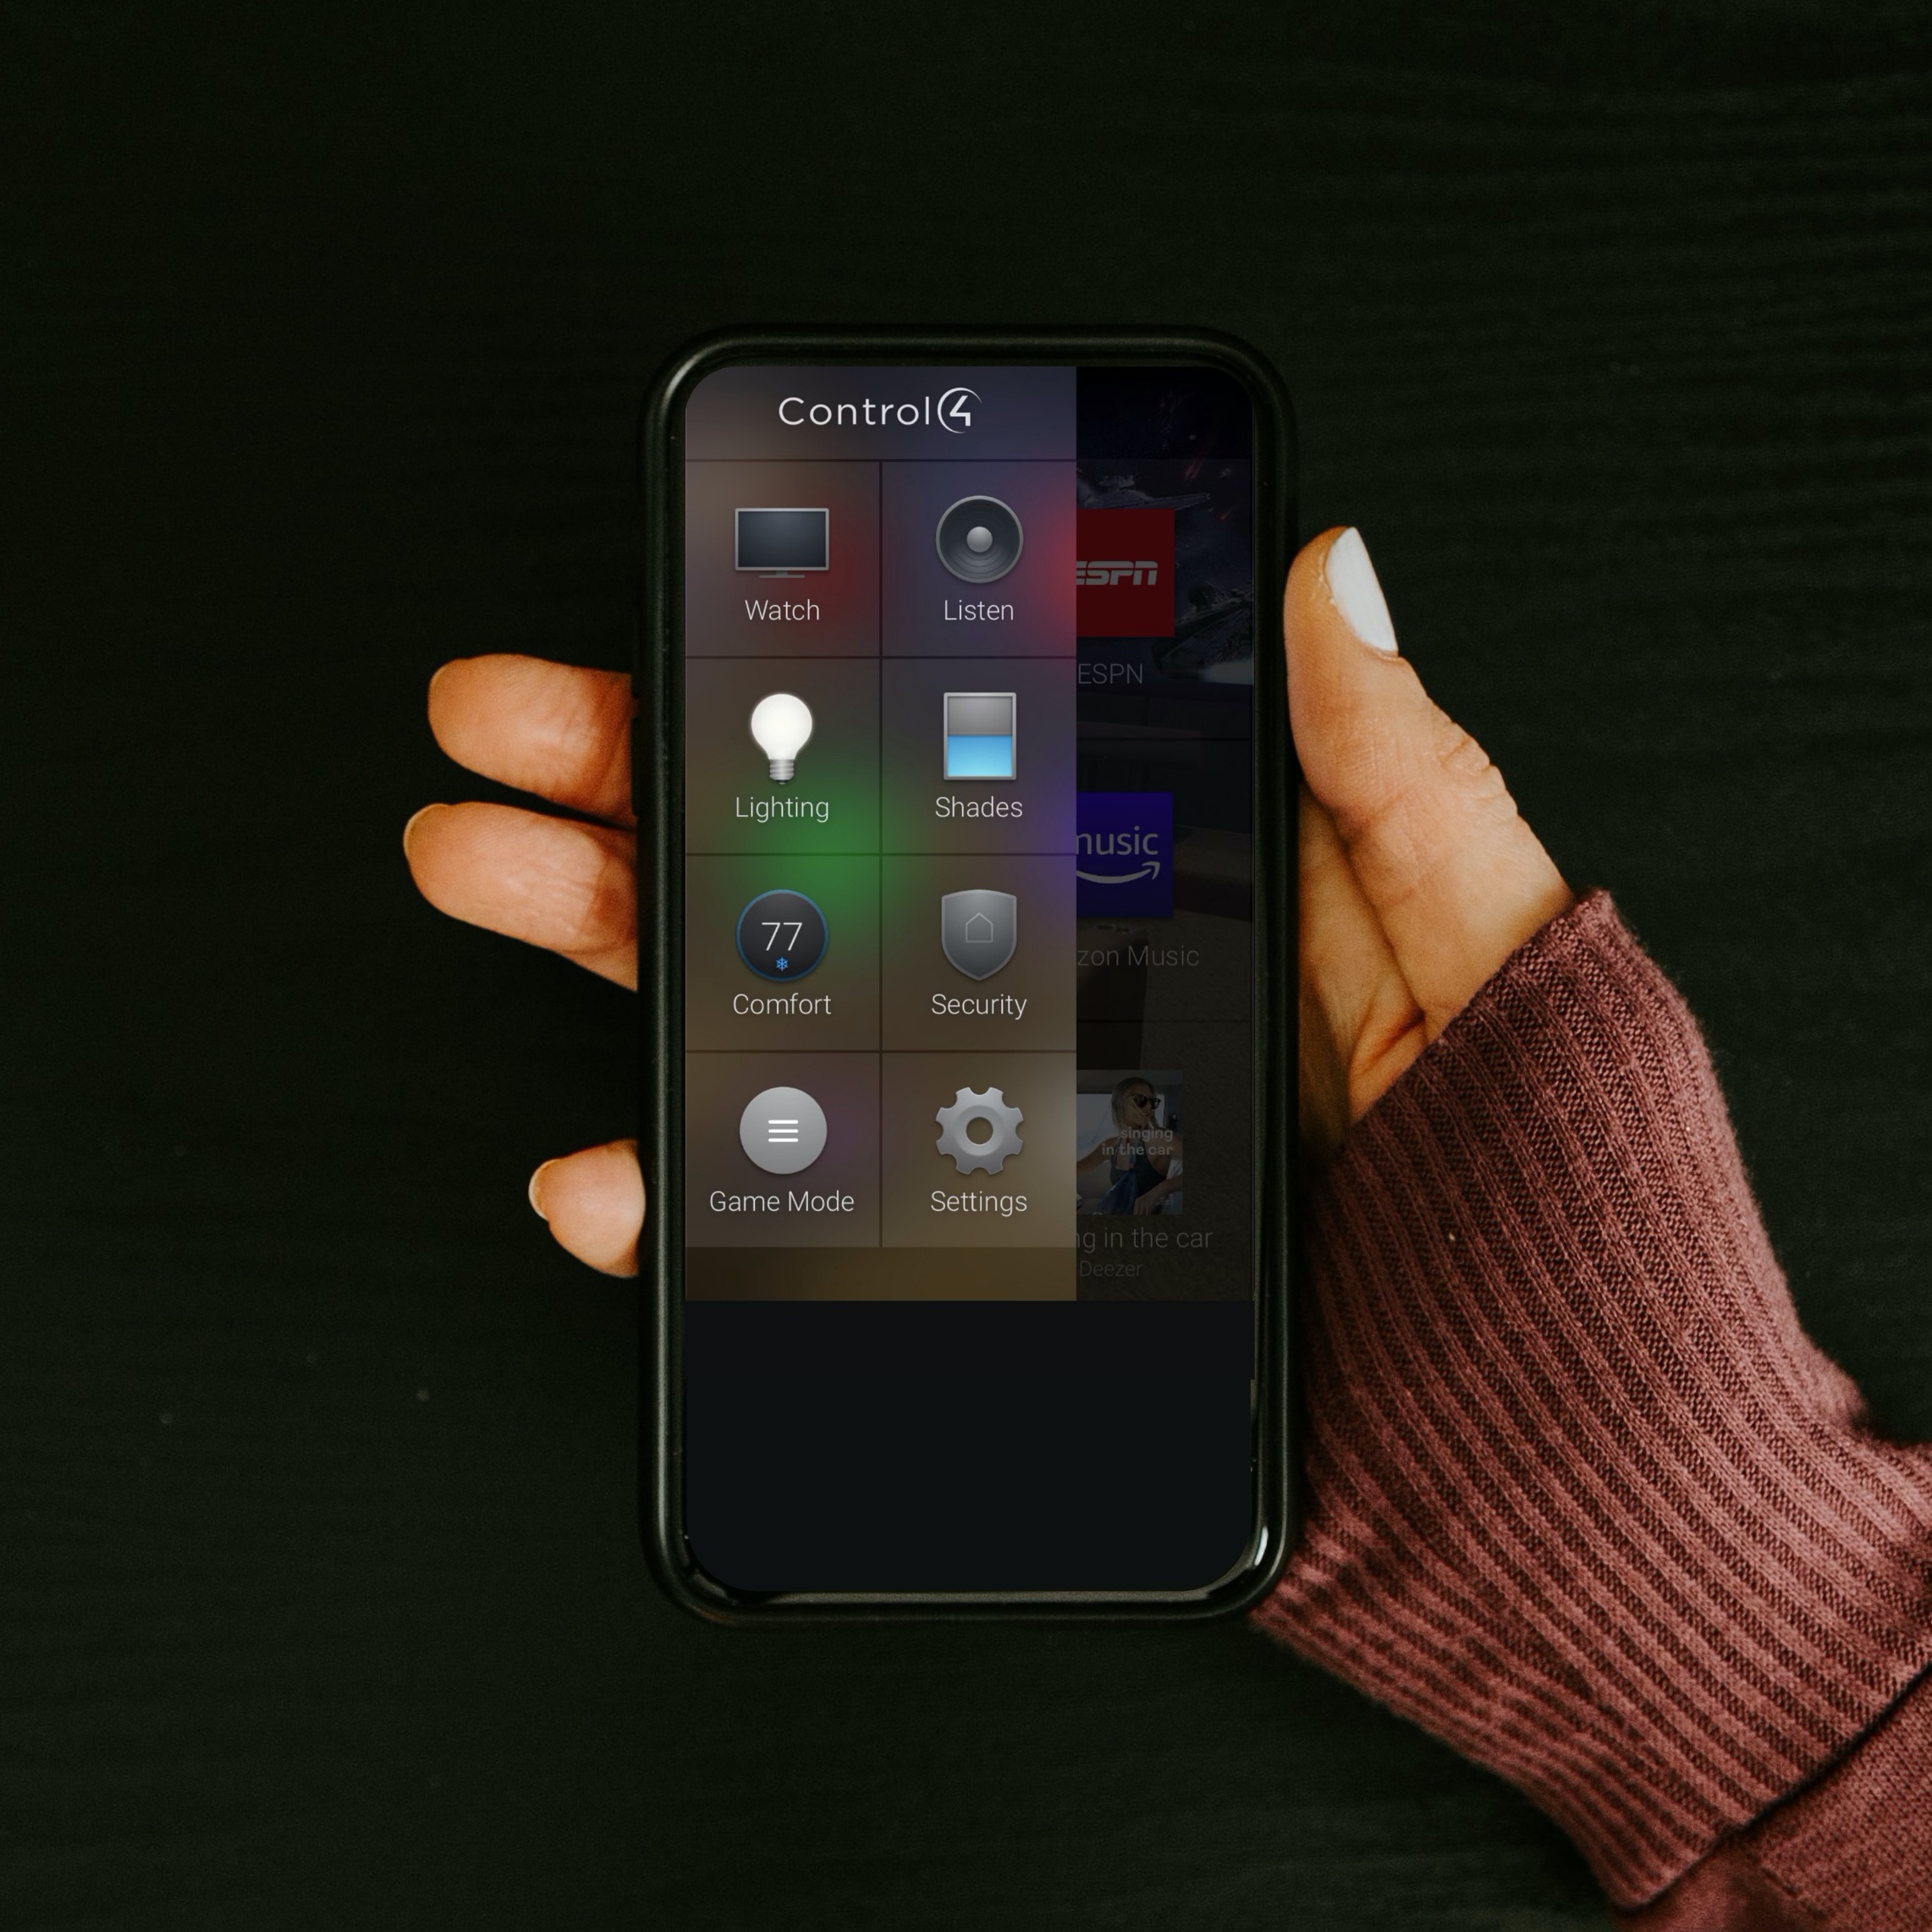 Control4
Watch
Listen
ESPN
ESPN
Lighting
Shades
music
77
Comfort
Security
zon Music
singing
in the car
Game Mode
Settings
ng in the car
Deezer